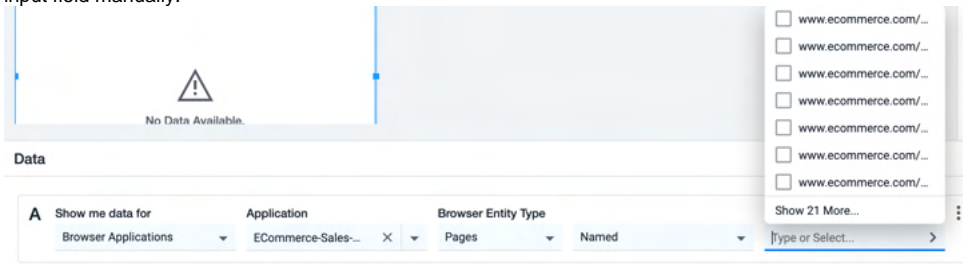 input field manually.
www.ecommerce.com/...
www.ecommerce.com/...
www.ecommerce.com/...
www.ecommerce.com/...
www.ecommerce.com/...
www.ecommerce.com/...
www.ecommerce.com/...
Show 21 More...
No Data Available.
Data
A Show me data for Application Browser Entity Type
Browser Applications ECommerce-Sales-... Pages Named Type or Select...